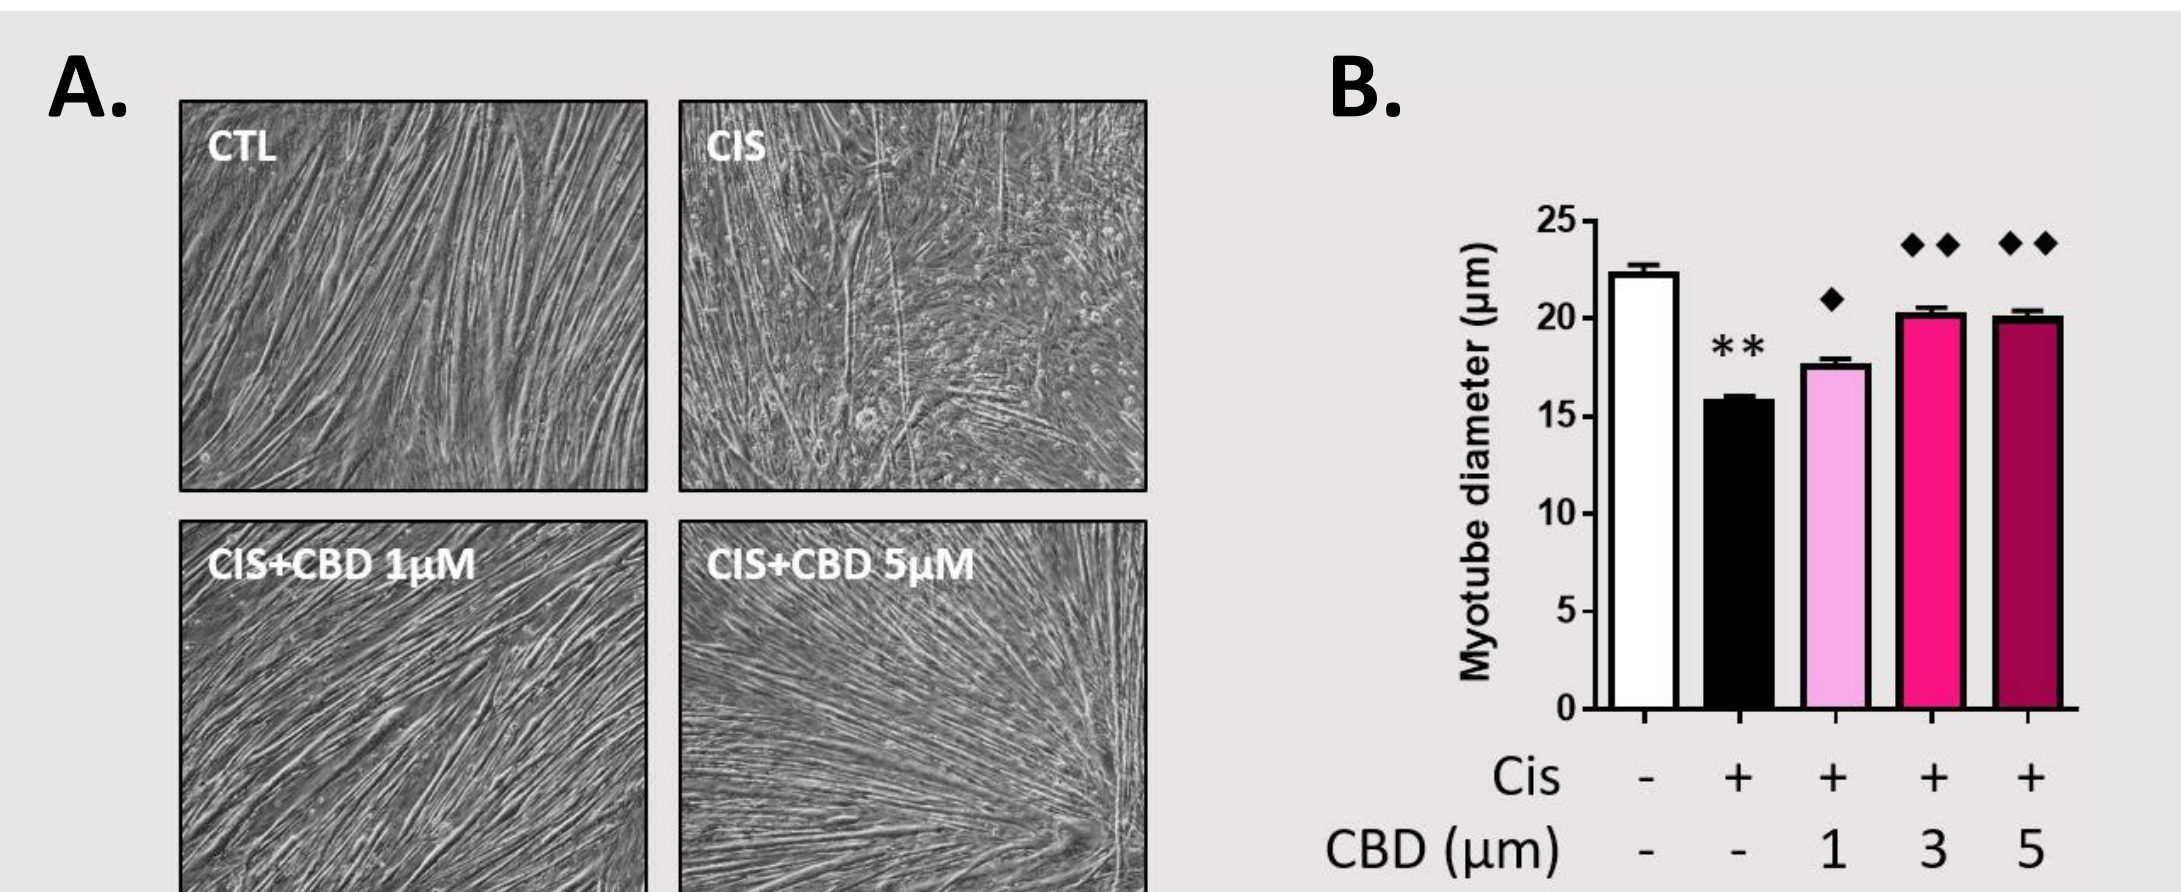 A.
CTL
CIS
CIS+CBD 1µM
CIS+CBD 5µM
B.
Myotube diameter (µm)
25
20
15
10
5
0
**
◆
◆◆
◆◆
Cis - + + + +
CBD (µm) - - 1 3 5